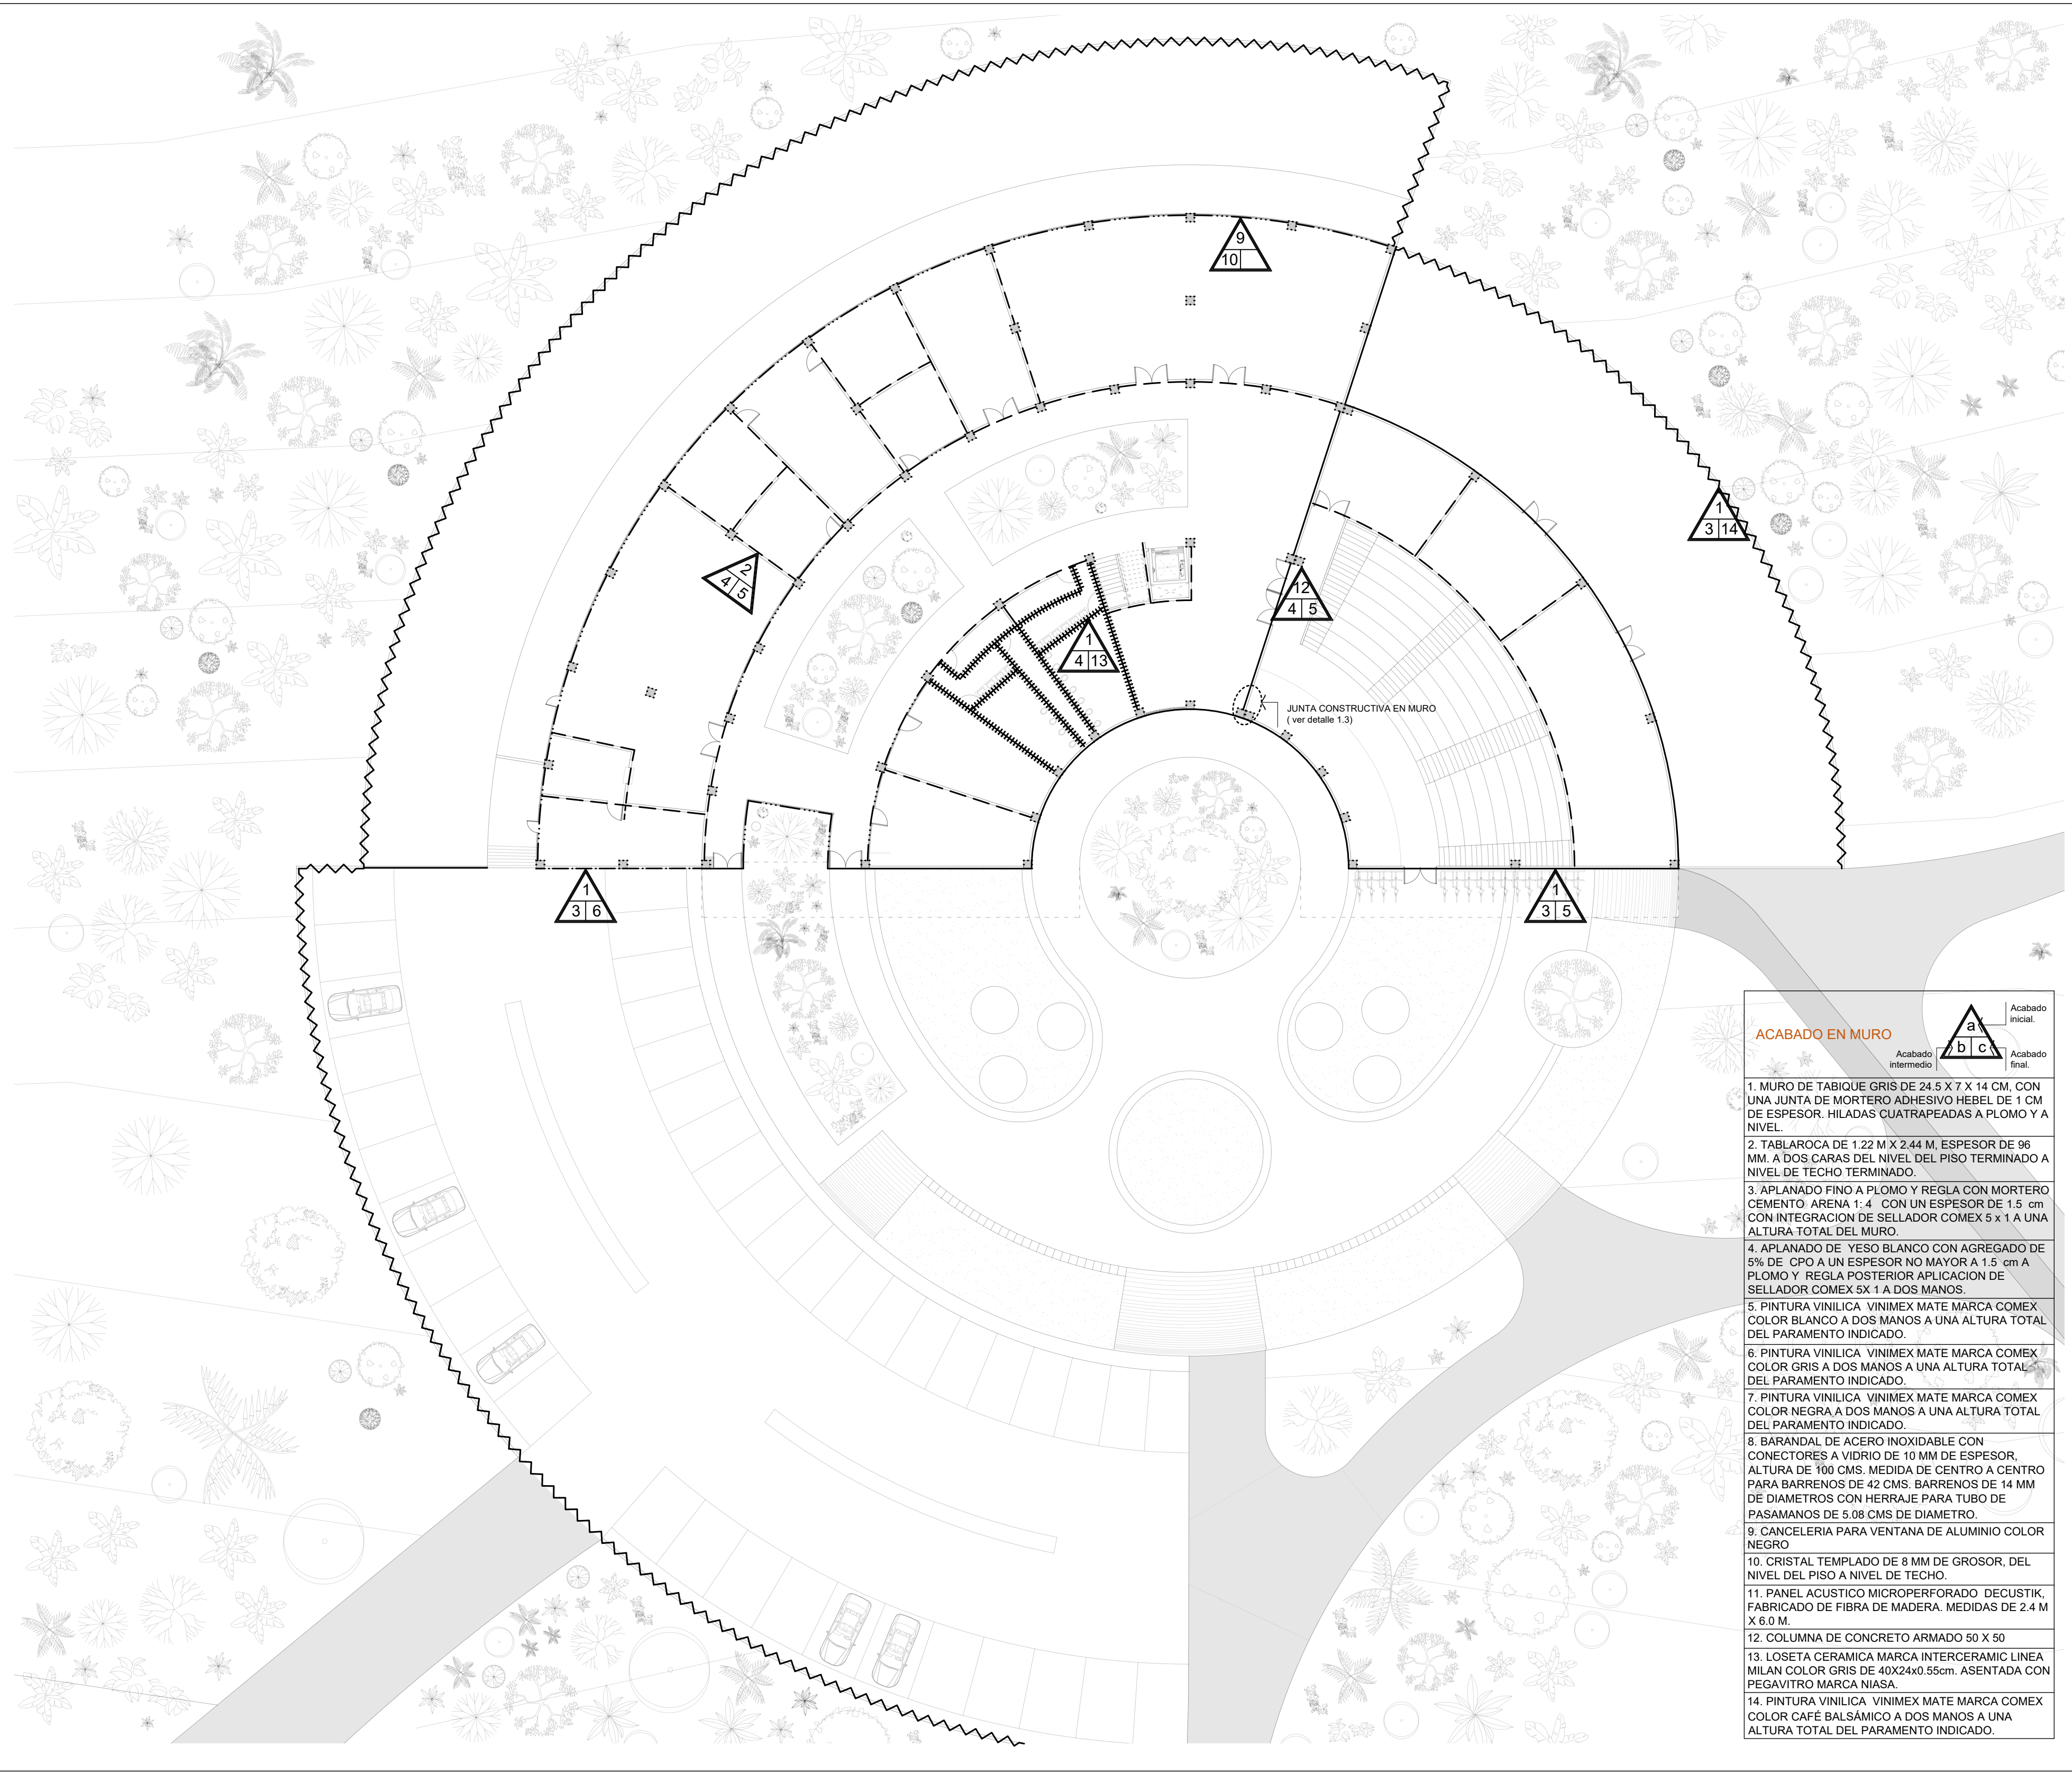 9
10
1
3 14
2
4 5
12
4 5
1
4 13
JUNTA CONSTRUCTIVA EN MURO
( ver detalle 1.3)
1
3 6
1
3 5
ACABADO EN MURO
a
b c
Acabado
inicial.
Acabado
intermedio
Acabado
final.
1. MURO DE TABIQUE GRIS DE 24.5 X 7 X 14 CM, CON
UNA JUNTA DE MORTERO ADHESIVO HEBEL DE 1 CM
DE ESPESOR. HILADAS CUATRAPEADAS A PLOMO Y A
NIVEL.
2. TABLAROCA DE 1.22 M X 2.44 M, ESPESOR DE 96
MM. A DOS CARAS DEL NIVEL DEL PISO TERMINADO A
NIVEL DE TECHO TERMINADO.
3. APLANADO FINO A PLOMO Y REGLA CON MORTERO
CEMENTO ARENA 1: 4 CON UN ESPESOR DE 1.5 cm
CON INTEGRACION DE SELLADOR COMEX 5 x 1 A UNA
ALTURA TOTAL DEL MURO.
4. APLANADO DE YESO BLANCO CON AGREGADO DE
5% DE CPO A UN ESPESOR NO MAYOR A 1.5 cm A
PLOMO Y REGLA POSTERIOR APLICACION DE
SELLADOR COMEX 5X 1 A DOS MANOS.
5. PINTURA VINILICA VINIMEX MATE MARCA COMEX
COLOR BLANCO A DOS MANOS A UNA ALTURA TOTAL
DEL PARAMENTO INDICADO.
6. PINTURA VINILICA VINIMEX MATE MARCA COMEX
COLOR GRIS A DOS MANOS A UNA ALTURA TOTAL
DEL PARAMENTO INDICADO.
7. PINTURA VINILICA VINIMEX MATE MARCA COMEX
COLOR NEGRA A DOS MANOS A UNA ALTURA TOTAL
DEL PARAMENTO INDICADO.
8. BARANDAL DE ACERO INOXIDABLE CON
CONECTORES A VIDRIO DE 10 MM DE ESPESOR,
ALTURA DE 100 CMS. MEDIDA DE CENTRO A CENTRO
PARA BARRENOS DE 42 CMS. BARRENOS DE 14 MM
DE DIAMETROS CON HERRAJE PARA TUBO DE
PASAMANOS DE 5.08 CMS DE DIAMETRO.
9. CANCELERIA PARA VENTANA DE ALUMINIO COLOR
NEGRO
10. CRISTAL TEMPLADO DE 8 MM DE GROSOR, DEL
NIVEL DEL PISO A NIVEL DE TECHO.
11. PANEL ACUSTICO MICROPERFORADO DECUSTIK,
FABRICADO DE FIBRA DE MADERA. MEDIDAS DE 2.4 M
X 6.0 M.
12. COLUMNA DE CONCRETO ARMADO 50 X 50
13. LOSETA CERAMICA MARCA INTERCERAMIC LINEA
MILAN COLOR GRIS DE 40X24x0.55cm. ASENTADA CON
PEGAVITRO MARCA NIASA.
14. PINTURA VINILICA VINIMEX MATE MARCA COMEX
COLOR CAFÉ BALSÁMICO A DOS MANOS A UNA
ALTURA TOTAL DEL PARAMENTO INDICADO.